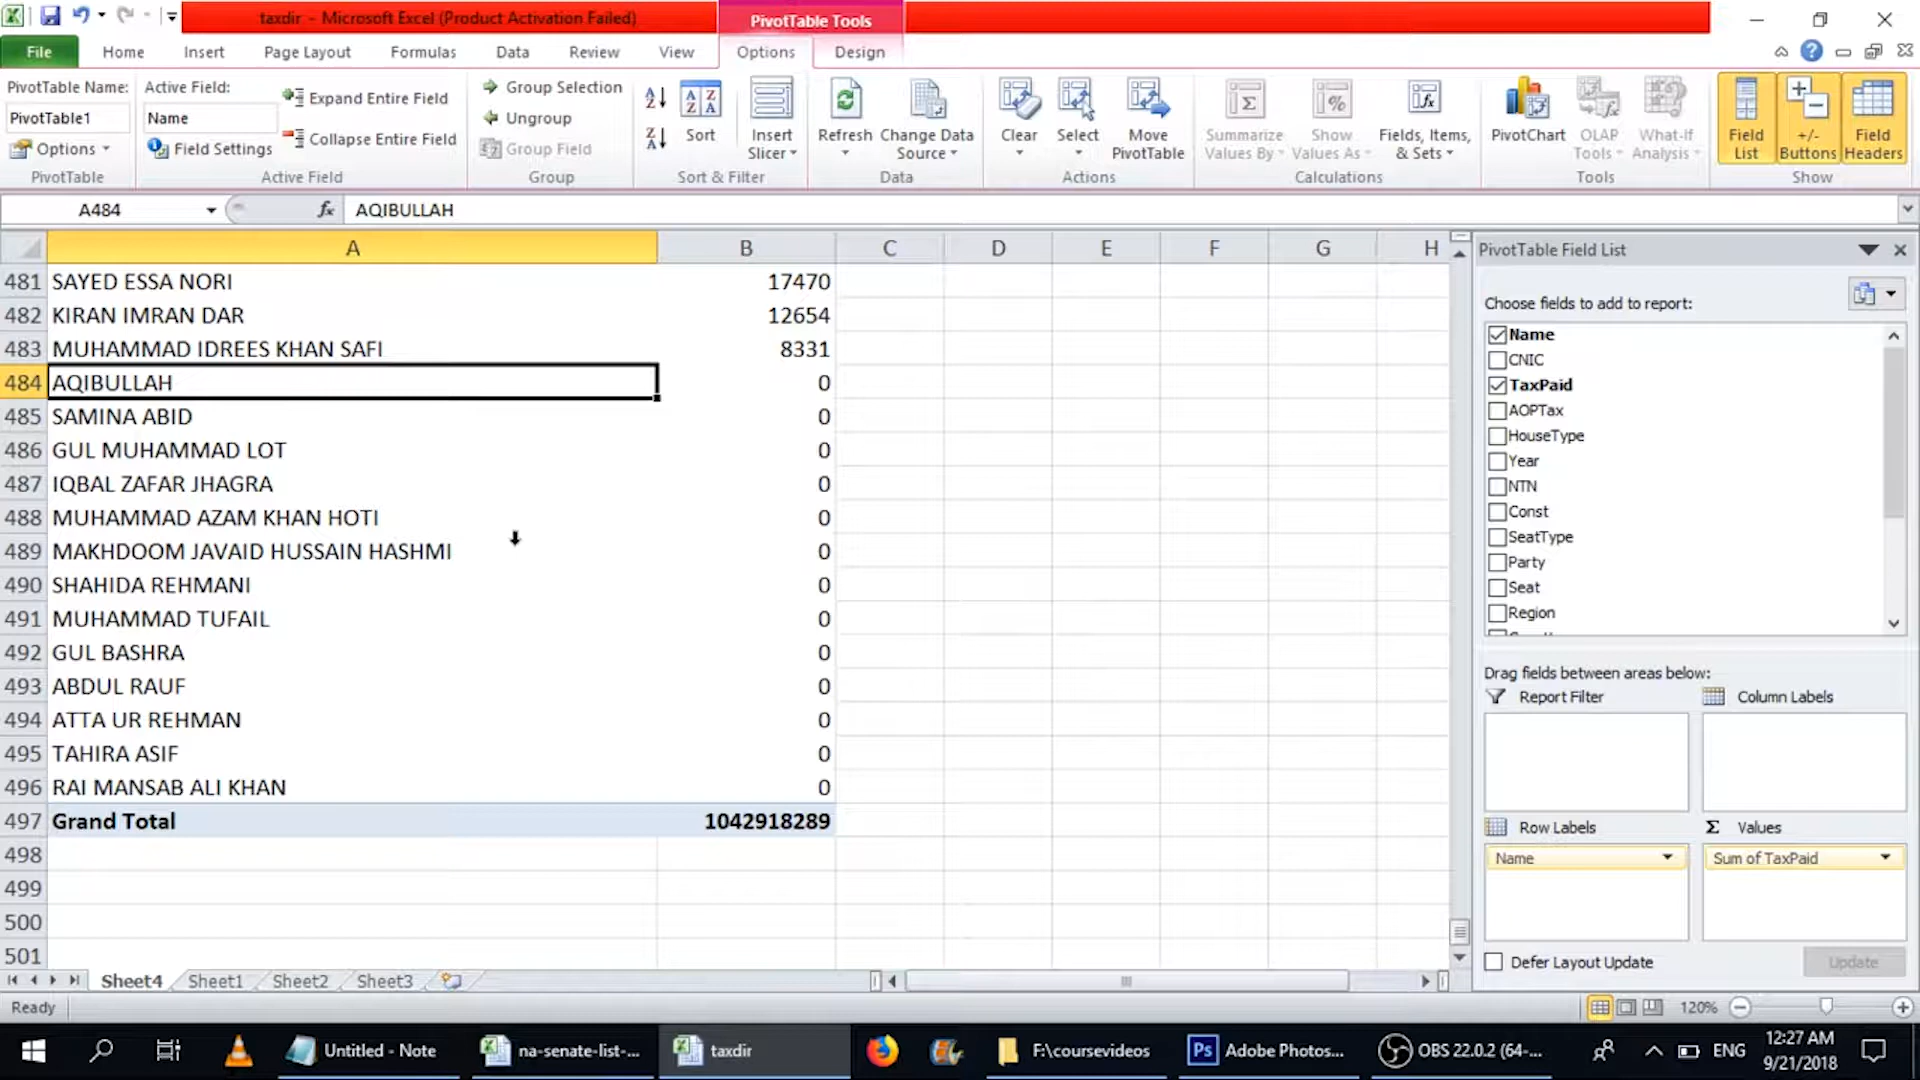 taxdir - Microsoft Excel (Product Activation Failed)
PivotTable Tools
File Home Insert Page Layout Formulas Data Review View Options Design
PivotTable Name:
PivotTable1
Options
PivotTable
Active Field:
Name
Field Settings
Expand Entire Field
Collapse Entire Field
Active Field
Group Selection
Ungroup
Group Field
Group
Sort
Insert Slicer
Sort & Filter
Refresh
Change Data Source
Data
Clear
Select
Move PivotTable
Actions
Summarize Values By
Show Values As
Fields, Items, & Sets
Calculations
PivotChart
OLAP Tools
What-If Analysis
Tools
Field List
+/- Buttons
Field Headers
Show
A484 fx AQIBULLAH
A B C D E F G H
481 SAYED ESSA NORI 17470
482 KIRAN IMRAN DAR 12654
483 MUHAMMAD IDREES KHAN SAFI 8331
484 AQIBULLAH 0
485 SAMINA ABID 0
486 GUL MUHAMMAD LOT 0
487 IQBAL ZAFAR JHAGRA 0
488 MUHAMMAD AZAM KHAN HOTI 0
489 MAKHDOOM JAVAID HUSSAIN HASHMI 0
490 SHAHIDA REHMANI 0
491 MUHAMMAD TUFAIL 0
492 GUL BASHRA 0
493 ABDUL RAUF 0
494 ATTA UR REHMAN 0
495 TAHIRA ASIF 0
496 RAI MANSAB ALI KHAN 0
497 Grand Total 1042918289
498
499
500
501
PivotTable Field List
Choose fields to add to report:
Name
CNIC
TaxPaid
AOPTax
HouseType
Year
NTN
Const
SeatType
Party
Seat
Region
Drag fields between areas below:
Report Filter Column Labels
Row Labels Σ Values
Name Sum of TaxPaid
Defer Layout Update Update
Sheet4 Sheet1 Sheet2 Sheet3
Ready 120%
Untitled - Note na-senate-list-... taxdir F:\coursevideos Ps Adobe Photos... OBS 22.0.2 (64-... ENG 12:27 AM
9/21/2018